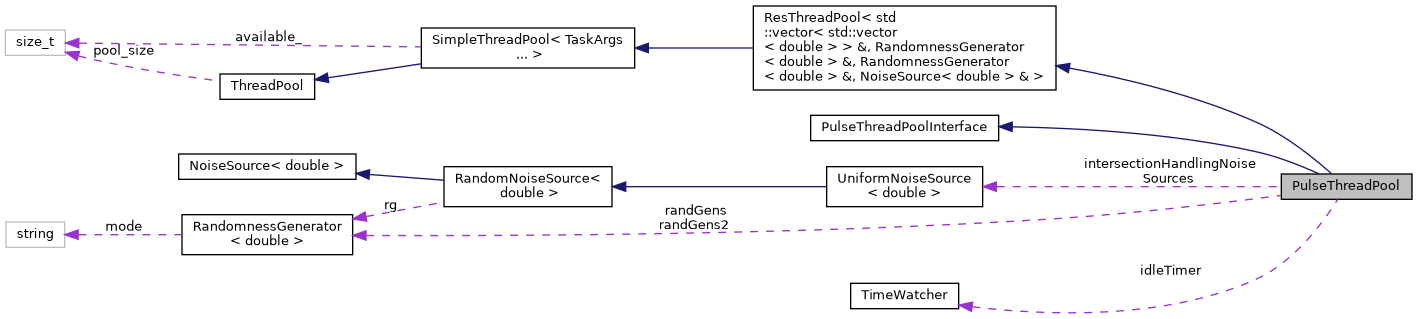 ResThreadPool< std
::vector< std::vector
< double > > &, RandomnessGenerator
< double > &, RandomnessGenerator
< double > &, NoiseSource< double > & >
size_t
available_
pool_size
SimpleThreadPool< TaskArgs
... >
ThreadPool
PulseThreadPoolInterface
NoiseSource< double >
RandomNoiseSource<
double >
UniformNoiseSource
< double >
intersectionHandlingNoise
Sources
PulseThreadPool
rg
randGens
randGens2
string
mode
RandomnessGenerator
< double >
idleTimer
TimeWatcher